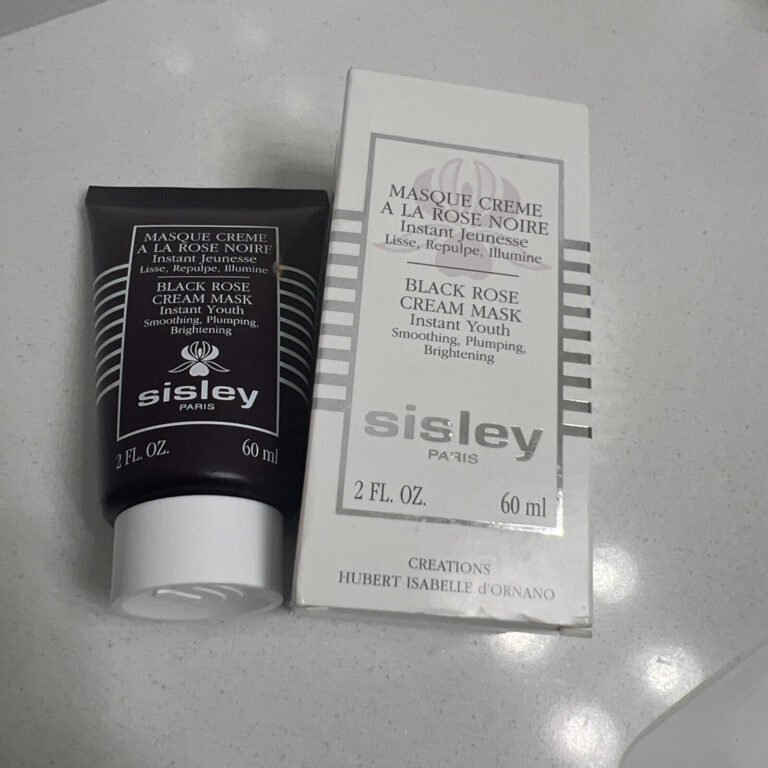 MASQUE CREME
A LA ROSE NOIRE
Instant Jeunesse
Lisse, Repulpe, Illumine
BLACK ROSE
CREAM MASK
Instant Youth
Smoothing, Plumping,
Brightening
sisley
PARIS
2 FL. OZ. 60 ml
MASQUE CREME
A LA ROSE NOIRE
Instant Jeunesse
Lisse, Repulpe, Illumine
BLACK ROSE
CREAM MASK
Instant Youth
Smoothing, Plumping,
Brightening
sisley
PARIS
2 FL. OZ. 60 ml
CREATIONS
HUBERT ISABELLE d'ORNANO